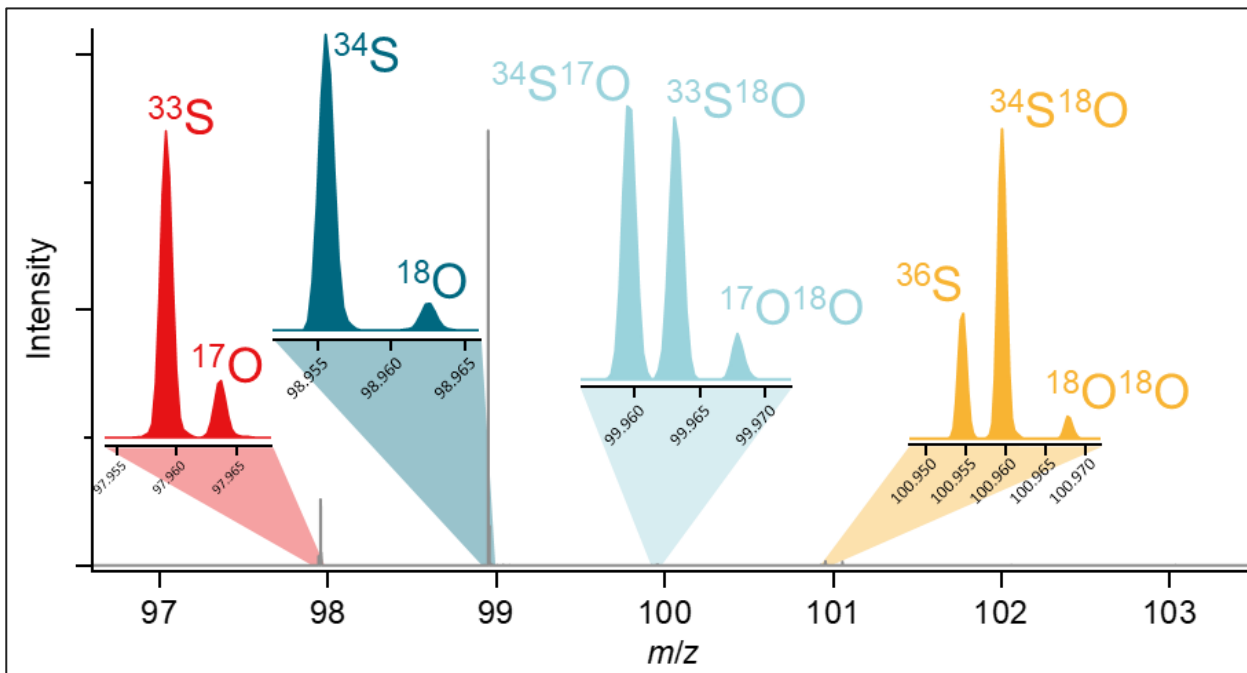 ³⁴S
³⁴S¹⁷O
³³S¹⁸O
³⁴S¹⁸O
³³S
¹⁸O
³⁶S
¹⁷O¹⁸O
¹⁷O
¹⁸O¹⁸O
Intensity
97.955 97.960 97.965
98.955 98.960 98.965
99.960 99.965 99.970
100.950 100.955 100.960 100.965 100.970
97 98 99 100 101 102 103
m/z